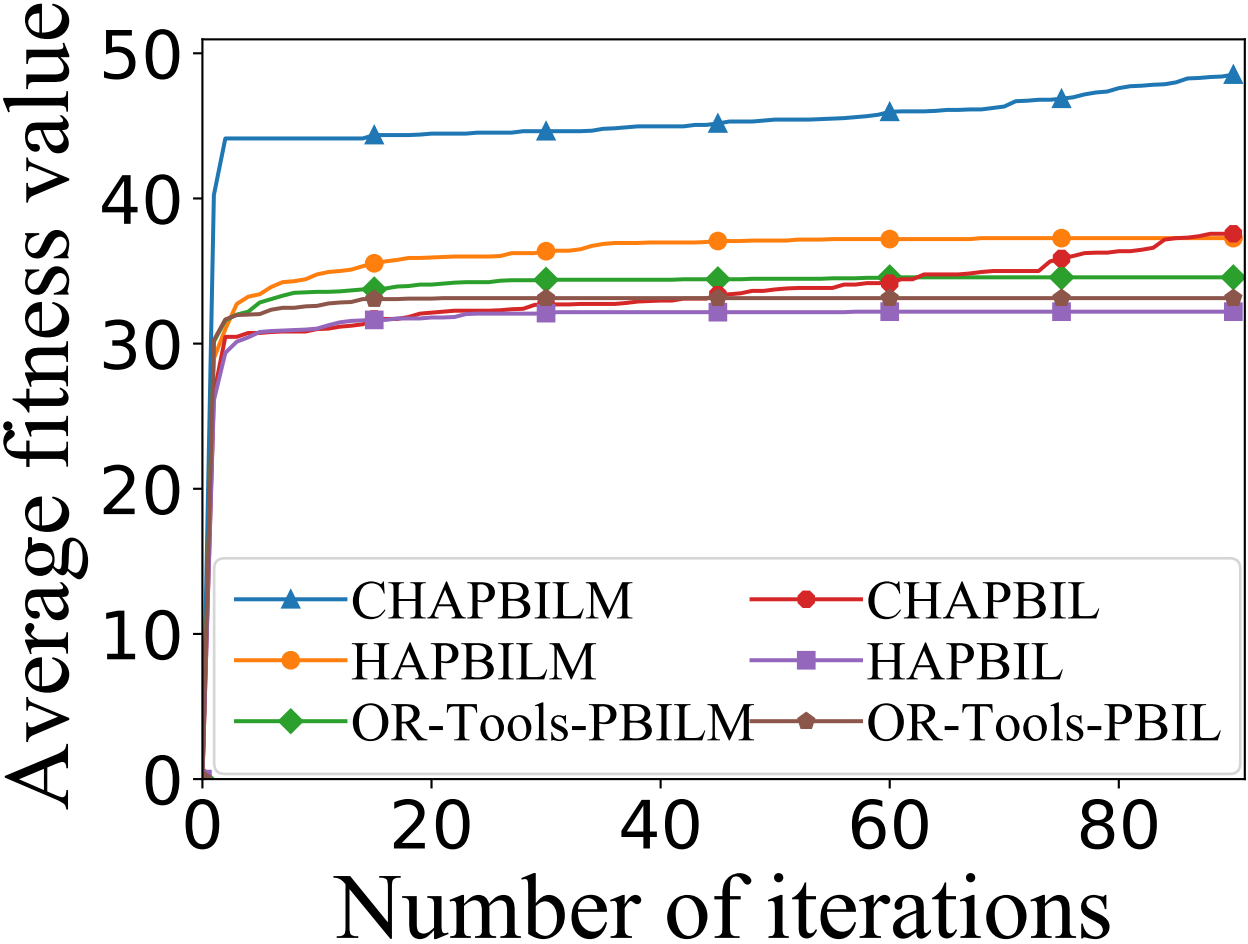 Average fitness value
50
40
30
20
10
0
CHAPBILM
CHAPBIL
HAPBILM
HAPBIL
OR-Tools-PBILM
OR-Tools-PBIL
0 20 40 60 80
Number of iterations